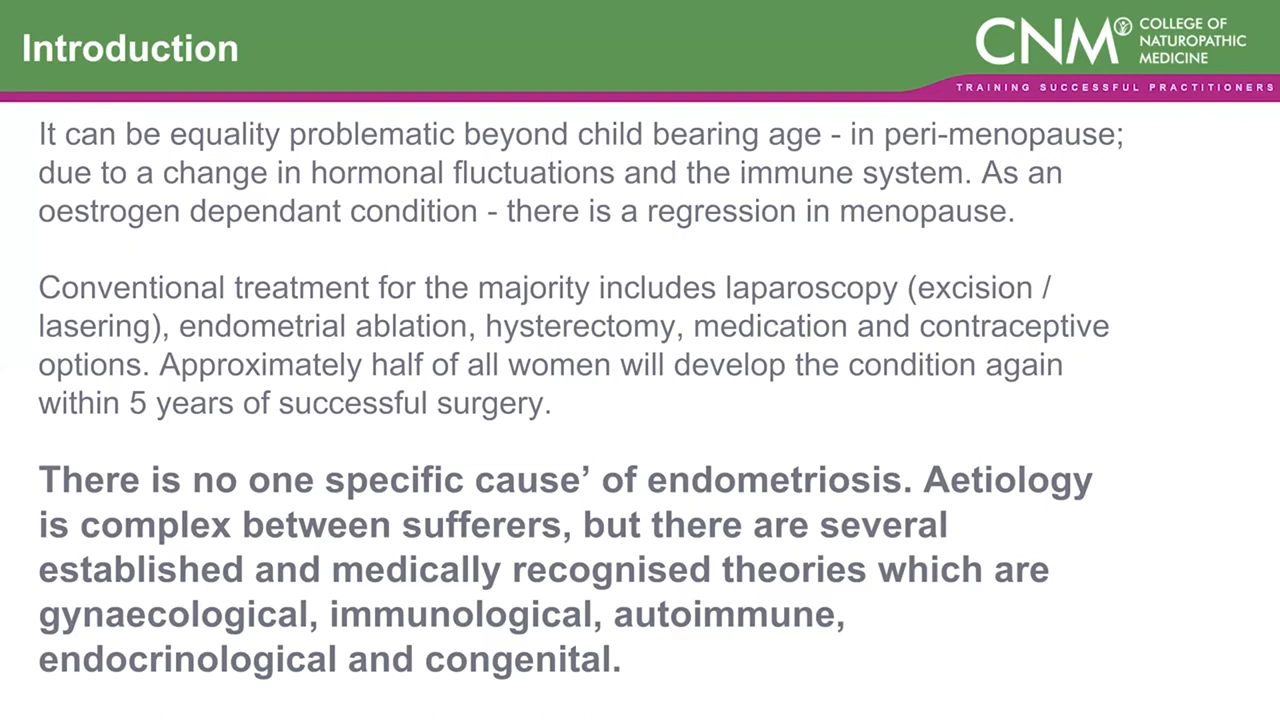 Introduction
CNM
COLLEGE OF
NATUROPATHIC
MEDICINE
TRAINING SUCCESSFUL PRACTITIONERS
It can be equality problematic beyond child bearing age - in peri-menopause;
due to a change in hormonal fluctuations and the immune system. As an
oestrogen dependant condition - there is a regression in menopause.
Conventional treatment for the majority includes laparoscopy (excision /
lasering), endometrial ablation, hysterectomy, medication and contraceptive
options. Approximately half of all women will develop the condition again
within 5 years of successful surgery.
There is no one specific cause’ of endometriosis. Aetiology
is complex between sufferers, but there are several
established and medically recognised theories which are
gynaecological, immunological, autoimmune,
endocrinological and congenital.